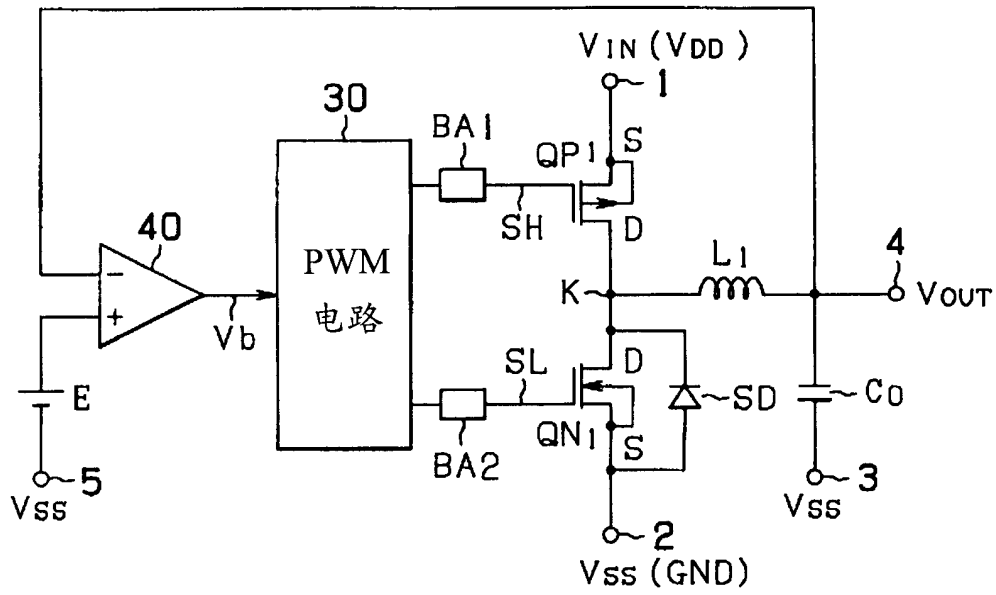 VIN (VDD)
1
30
BA1
QP1
S
SH
D
40
PWM
电路
L1
4
−
+
Vb
K
VOUT
SL
D
E
SD
C0
QN1
S
BA2
5
VSS
3
VSS
2
VSS (GND)